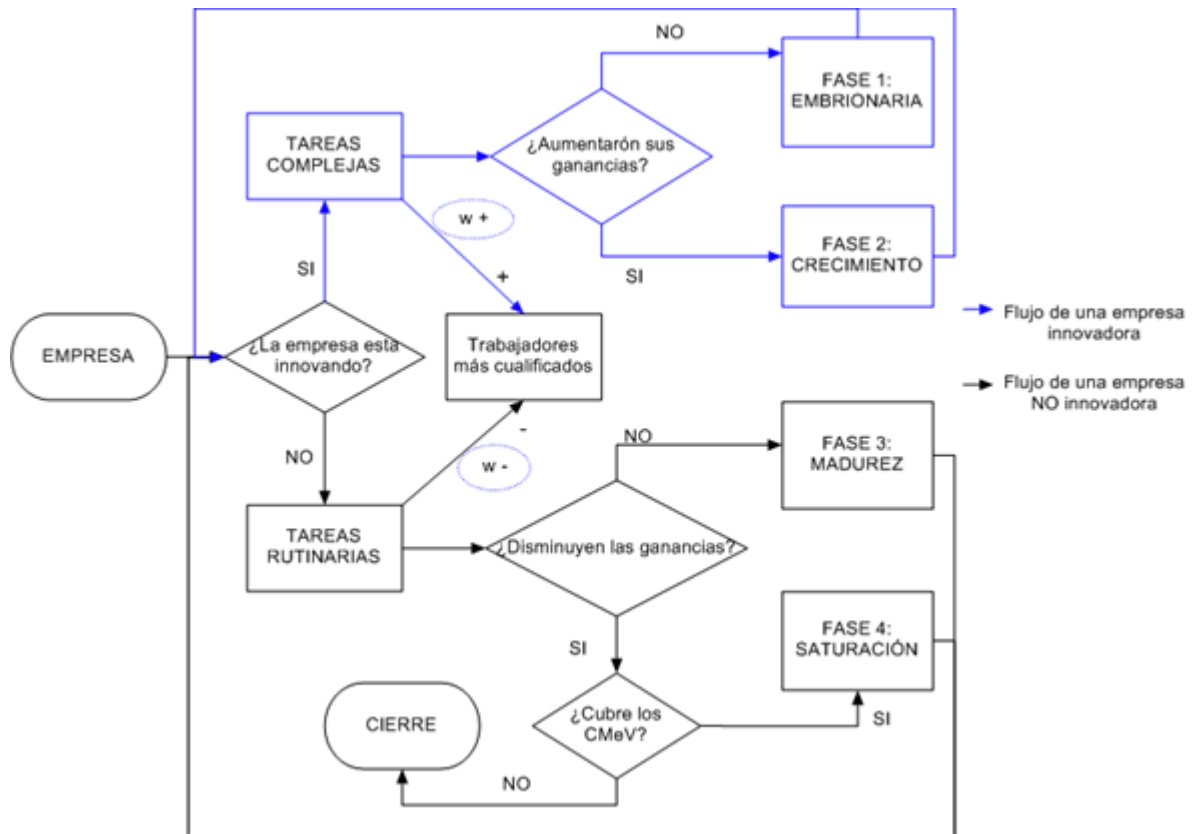 NO
FASE 1:
EMBRIONARIA
TAREAS
COMPLEJAS
¿Aumentarón sus
ganancias?
w +
+
SI
FASE 2:
CRECIMIENTO
SI
EMPRESA
¿La empresa esta
innovando?
Trabajadores
más cualificados
Flujo de una empresa
innovadora
Flujo de una empresa
NO innovadora
NO
-
w -
NO
FASE 3:
MADUREZ
TAREAS
RUTINARIAS
¿Disminuyen las ganancias?
SI
FASE 4:
SATURACIÓN
CIERRE
¿Cubre los
CMeV?
SI
NO